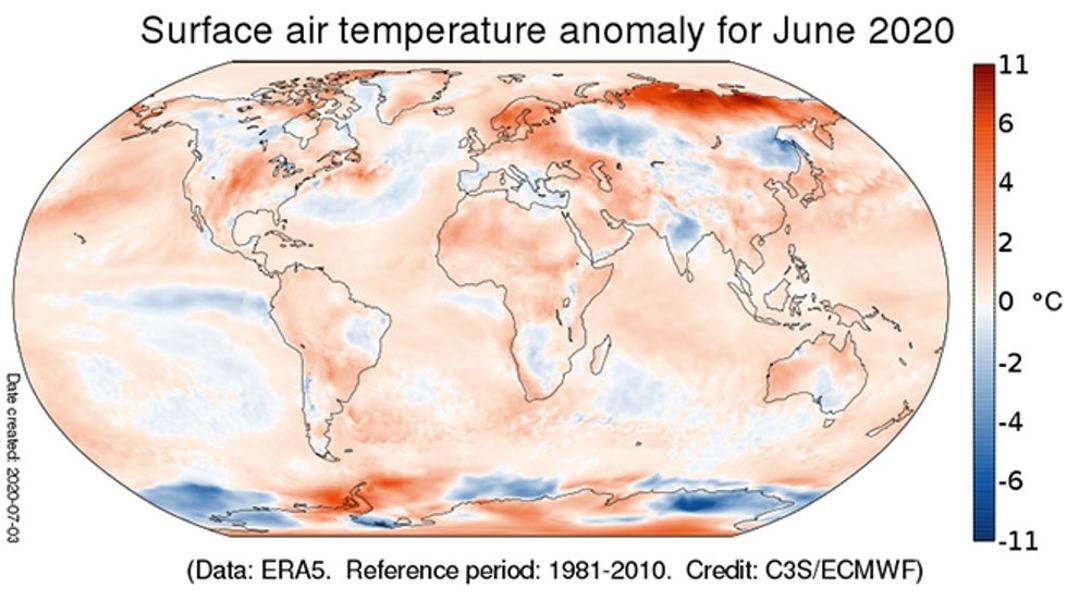 Surface air temperature anomaly for June 2020
11
6
4
2
0 °C
-2
-4
-6
-11
Date created: 2020-07-03
(Data: ERA5. Reference period: 1981-2010. Credit: C3S/ECMWF)